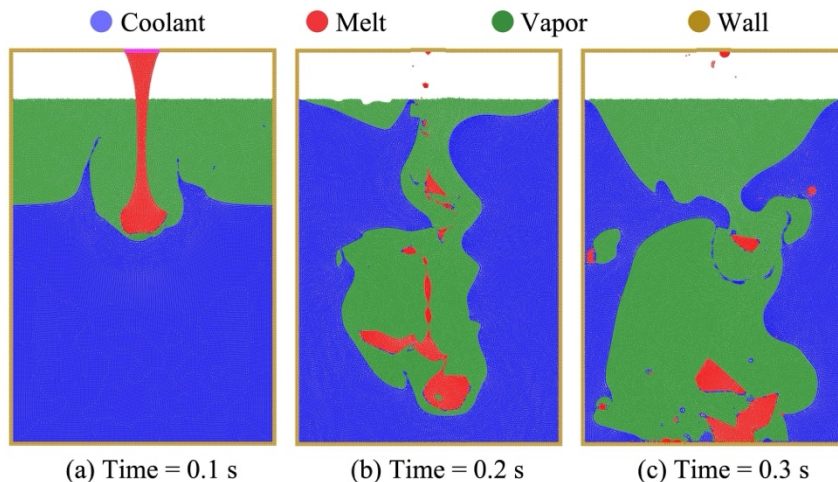 Coolant Melt Vapor Wall
(a) Time = 0.1 s (b) Time = 0.2 s (c) Time = 0.3 s